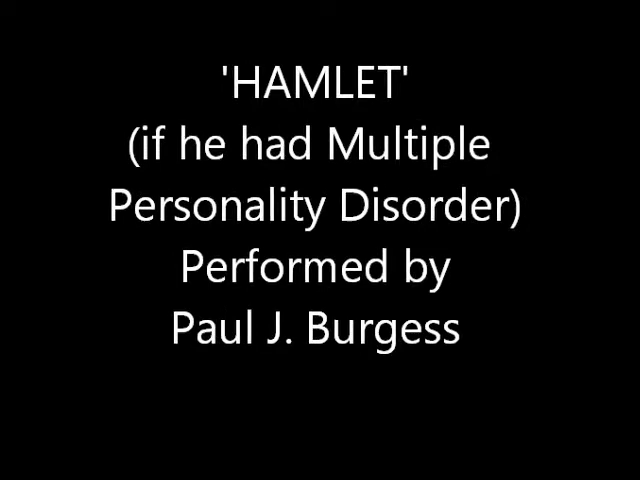 'HAMLET'
(if he had Multiple
Personality Disorder)
Performed by
Paul J. Burgess